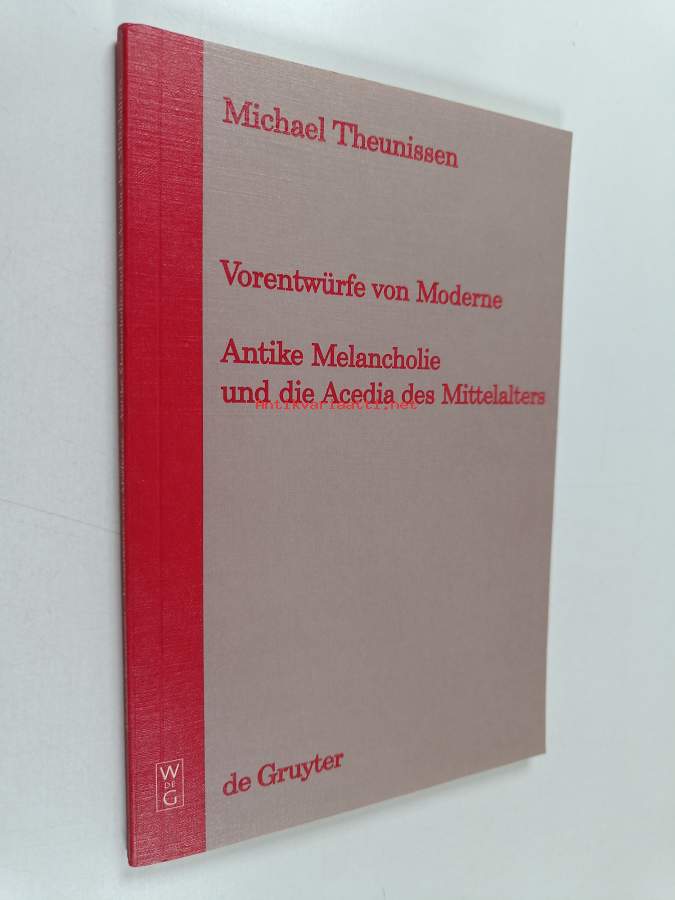 Michael Theunissen
Vorentwürfe von Moderne
Antike Melancholie
und die Acedia des Mittelalters
Antikvariaatti.net
de Gruyter
W
DE
G